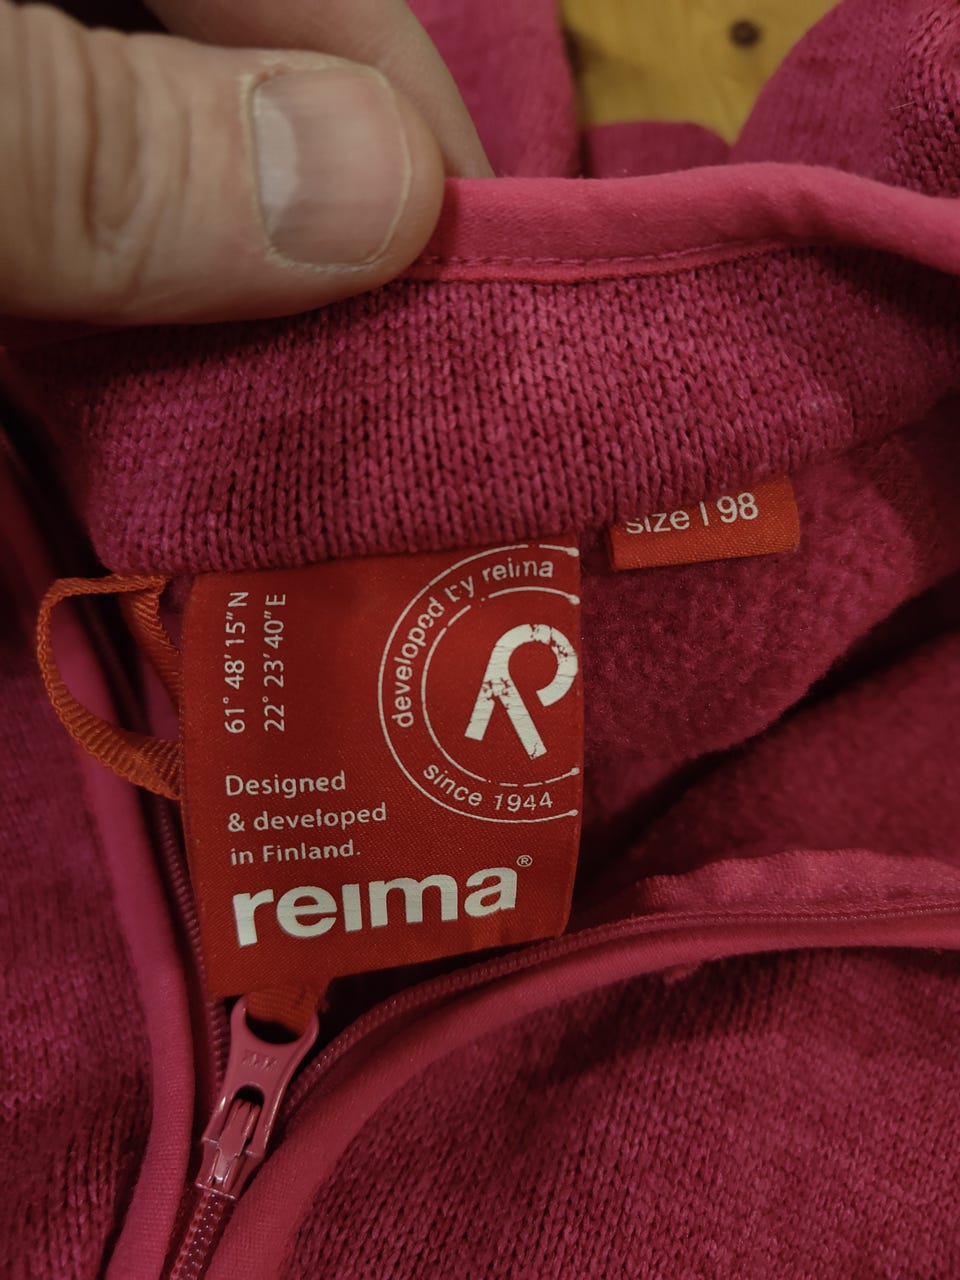 size | 98
61° 48' 15" N
22° 23' 40" E
developed by reima
since 1944
Designed
& developed
in Finland.
reima®